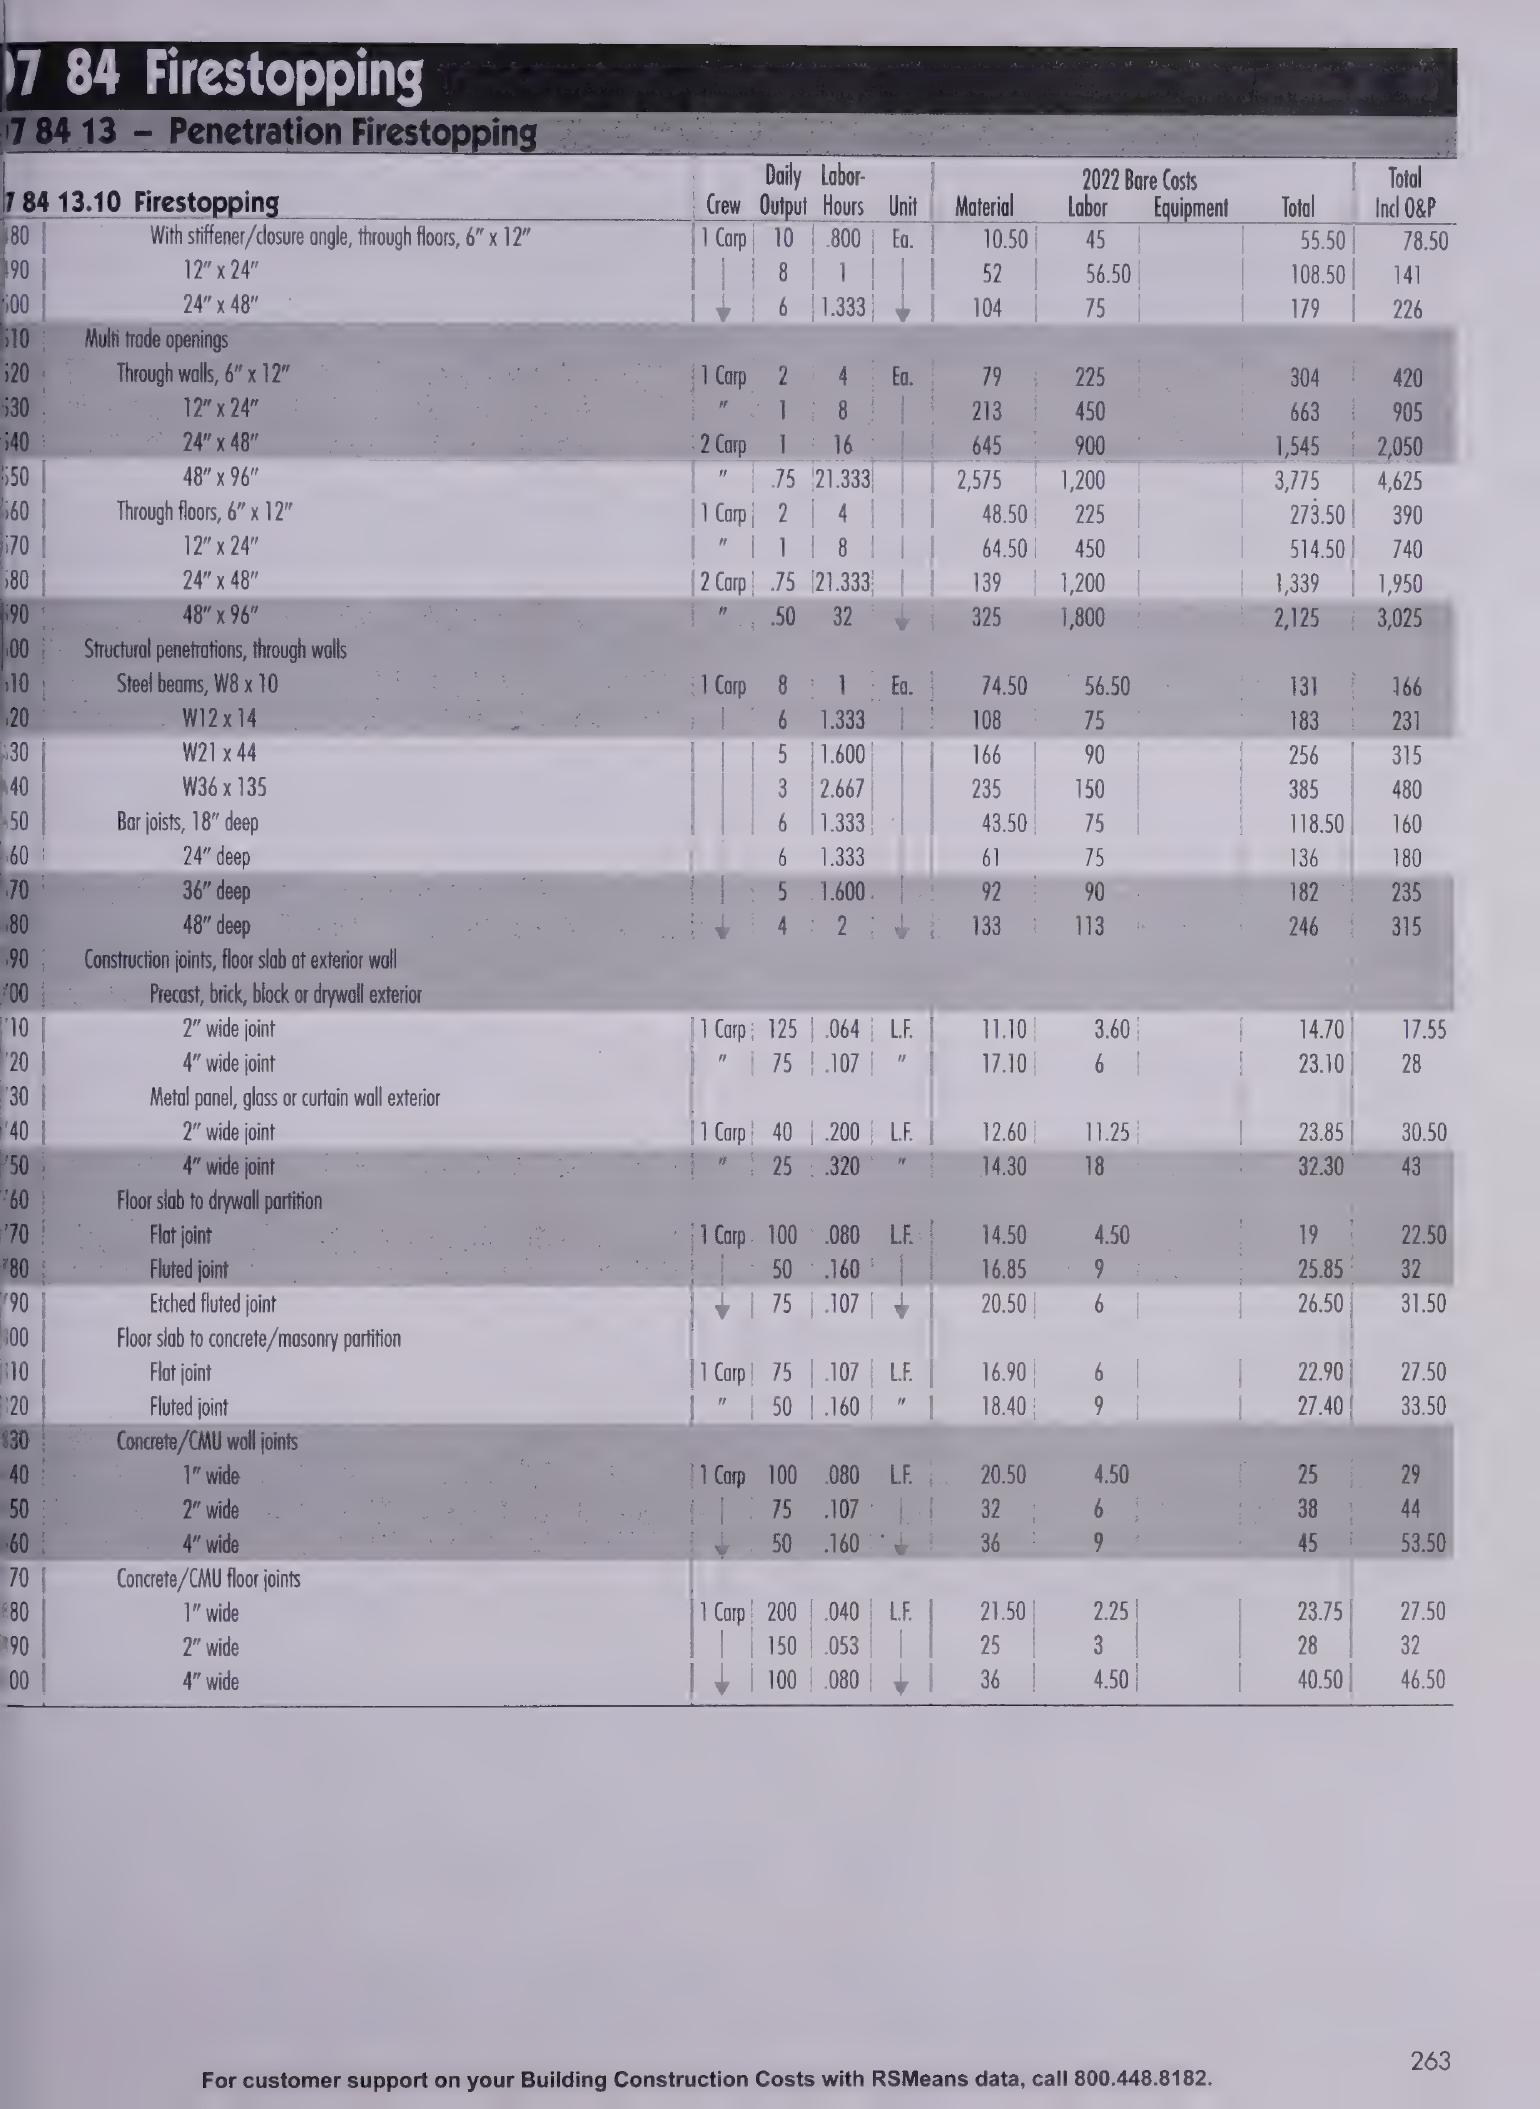 07 84 Firestopping
07 84 13 – Penetration Firestopping
7 84 13.10 Firestopping Crew Daily Output Labor-Hours Unit Material 2022 Bare Costs Labor Equipment Total Total Incl O&P
80 With stiffener/closure angle, through floors, 6" x 12" 1 Carp 10 .800 Ea. 10.50 45 55.50 78.50
90 12" x 24" 8 1 52 56.50 108.50 141
00 24" x 48" 6 1.333 104 75 179 226
10 Multi trade openings
20 Through walls, 6" x 12" 1 Carp 2 4 Ea. 79 225 304 420
30 12" x 24" " 1 8 213 450 663 905
40 24" x 48" 2 Carp 1 16 645 900 1,545 2,050
50 48" x 96" " .75 21.333 2,575 1,200 3,775 4,625
60 Through floors, 6" x 12" 1 Carp 2 4 48.50 225 273.50 390
70 12" x 24" " 1 8 64.50 450 514.50 740
80 24" x 48" 2 Carp .75 21.333 139 1,200 1,339 1,950
90 48" x 96" " .50 32 325 1,800 2,125 3,025
00 Structural penetrations, through walls
10 Steel beams, W8 x 10 1 Carp 8 1 Ea. 74.50 56.50 131 166
20 W12 x 14 6 1.333 108 75 183 231
30 W21 x 44 5 1.600 166 90 256 315
40 W36 x 135 3 2.667 235 150 385 480
50 Bar joists, 18" deep 6 1.333 43.50 75 118.50 160
60 24" deep 6 1.333 61 75 136 180
70 36" deep 5 1.600 92 90 182 235
80 48" deep 4 2 133 113 246 315
90 Construction joints, floor slab at exterior wall
00 Precast, brick, block or drywall exterior
10 2" wide joint 1 Carp 125 .064 L.F. 11.10 3.60 14.70 17.55
20 4" wide joint " 75 .107 " 17.10 6 23.10 28
30 Metal panel, glass or curtain wall exterior
40 2" wide joint 1 Carp 40 .200 L.F. 12.60 11.25 23.85 30.50
50 4" wide joint " 25 .320 " 14.30 18 32.30 43
60 Floor slab to drywall partition
70 Flat joint 1 Carp 100 .080 L.F. 14.50 4.50 19 22.50
80 Fluted joint 50 .160 16.85 9 25.85 32
90 Etched fluted joint 75 .107 20.50 6 26.50 31.50
00 Floor slab to concrete/masonry partition
10 Flat joint 1 Carp 75 .107 L.F. 16.90 6 22.90 27.50
20 Fluted joint " 50 .160 " 18.40 9 27.40 33.50
30 Concrete/CMU wall joints
40 1" wide 1 Carp 100 .080 L.F. 20.50 4.50 25 29
50 2" wide 75 .107 32 6 38 44
60 4" wide 50 .160 36 9 45 53.50
70 Concrete/CMU floor joints
80 1" wide 1 Carp 200 .040 L.F. 21.50 2.25 23.75 27.50
90 2" wide 150 .053 25 3 28 32
00 4" wide 100 .080 36 4.50 40.50 46.50
For customer support on your Building Construction Costs with RSMeans data, call 800.448.8182.
263